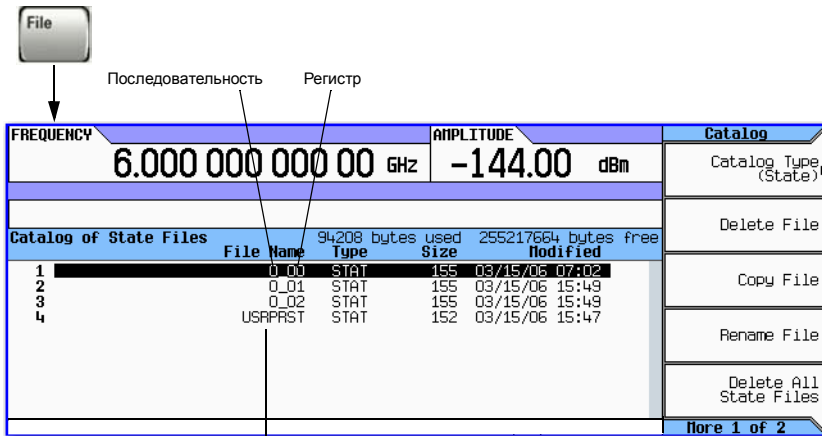 File
Последовательность Регистр
FREQUENCY AMPLITUDE Catalog
6.000 000 000 00 GHz -144.00 dBm
Catalog Type
(State)
Delete File
Catalog of State Files 94208 bytes used 255217664 bytes free
File Name Type Size Modified
1 0_00 STAT 155 03/15/06 07:02
2 0_01 STAT 155 03/15/06 15:49
3 0_02 STAT 155 03/15/06 15:49
4 USRPRST STAT 152 03/15/06 15:47
Copy File
Rename File
Delete All
State Files
More 1 of 2